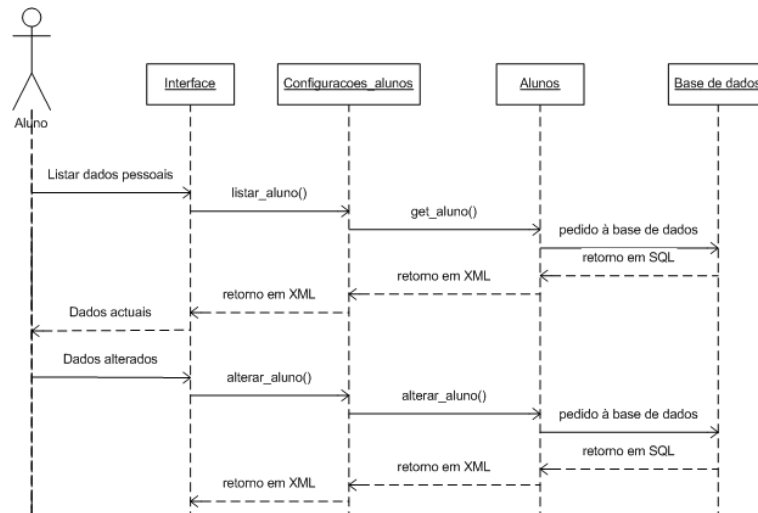 Aluno
Interface
Configuracoes_alunos
Alunos
Base de dados
Listar dados pessoais
listar_aluno()
get_aluno()
pedido à base de dados
retorno em SQL
retorno em XML
retorno em XML
Dados actuais
Dados alterados
alterar_aluno()
alterar_aluno()
pedido à base de dados
retorno em SQL
retorno em XML
retorno em XML